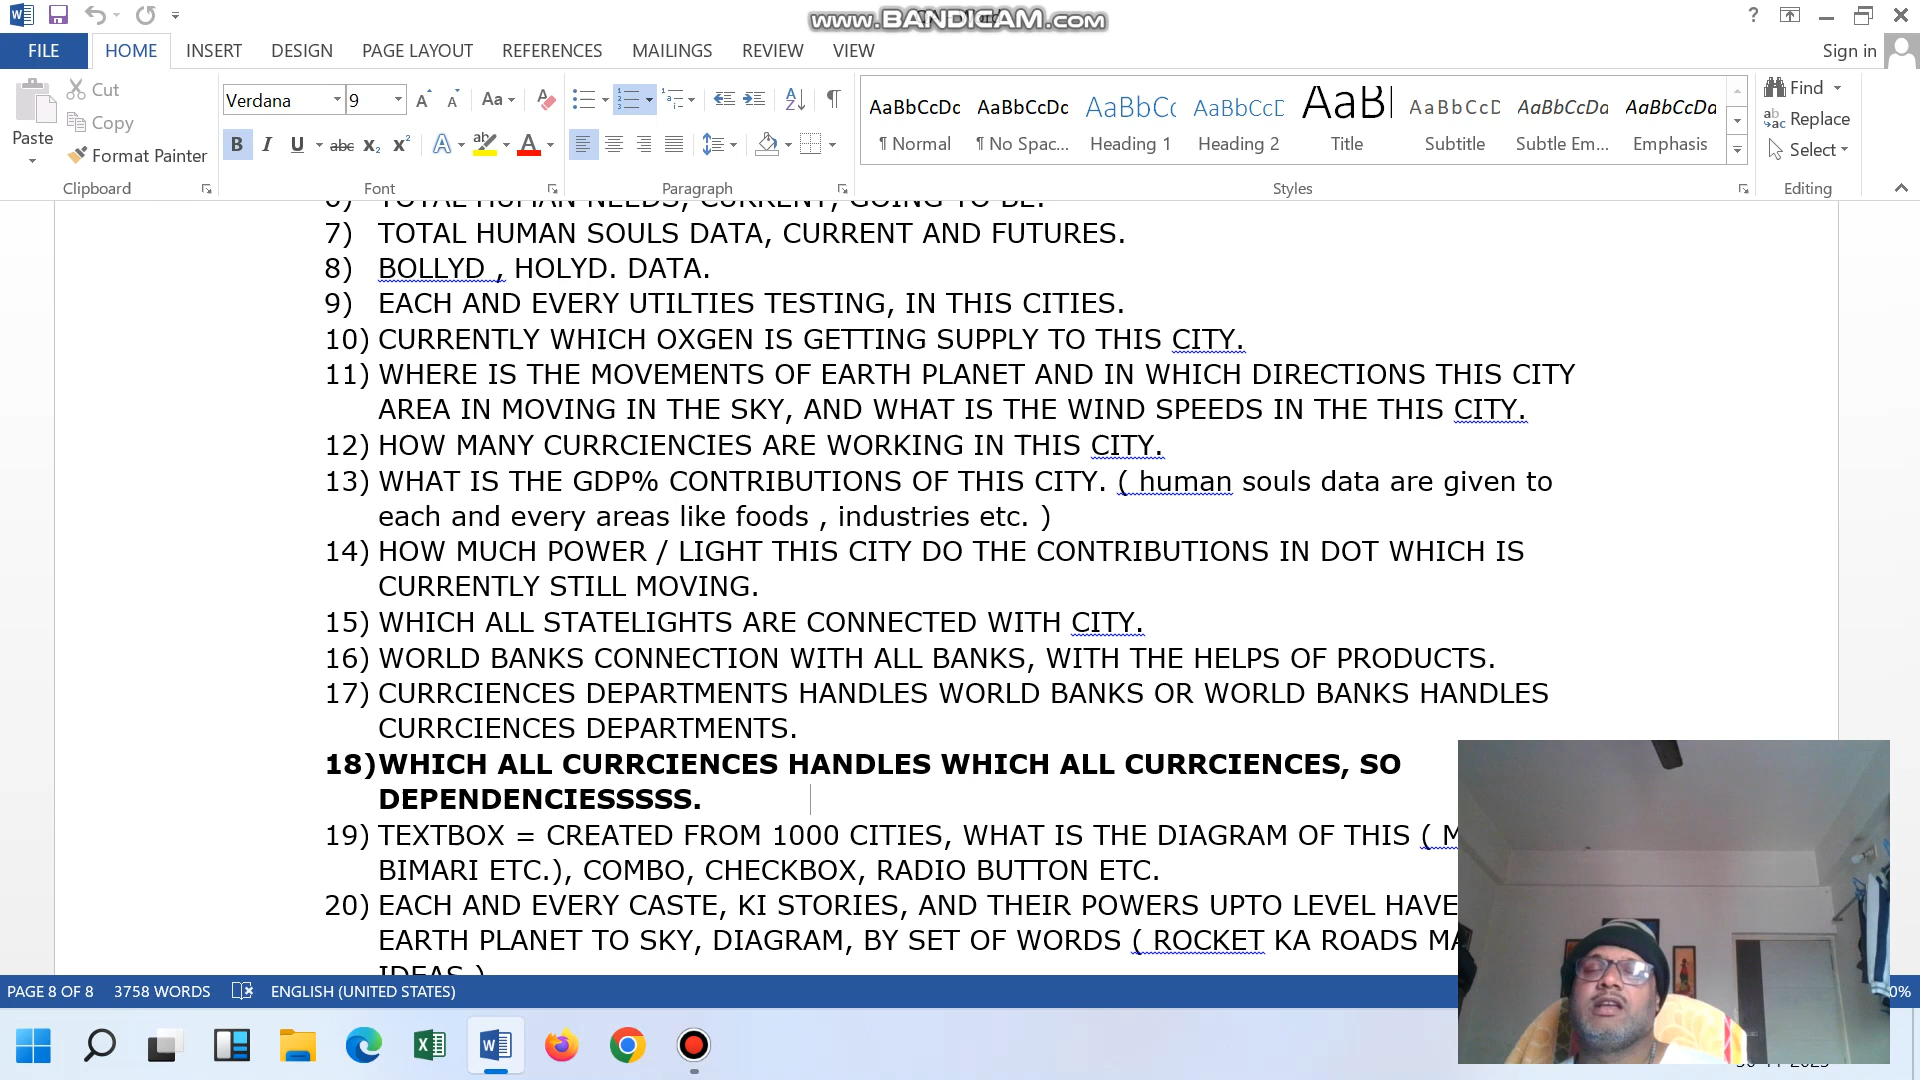 www.BANDICAM.com
FILE HOME INSERT DESIGN PAGE LAYOUT REFERENCES MAILINGS REVIEW VIEW Sign in
Cut
Copy
Paste
Format Painter
Verdana 9
AaBbCcDc AaBbCcDc AaBbCc AaBbCcD AaBl AaBbCcD AaBbCcDa AaBbCcDa
¶ Normal ¶ No Spac... Heading 1 Heading 2 Title Subtitle Subtle Em... Emphasis
Find
Replace
Select
Clipboard Font Paragraph Styles Editing
6) TOTAL HUMAN NEEDS, CURRENT, GOING TO BE.
7) TOTAL HUMAN SOULS DATA, CURRENT AND FUTURES.
8) BOLLYD , HOLYD. DATA.
9) EACH AND EVERY UTILTIES TESTING, IN THIS CITIES.
10) CURRENTLY WHICH OXGEN IS GETTING SUPPLY TO THIS CITY.
11) WHERE IS THE MOVEMENTS OF EARTH PLANET AND IN WHICH DIRECTIONS THIS CITY
AREA IN MOVING IN THE SKY, AND WHAT IS THE WIND SPEEDS IN THE THIS CITY.
12) HOW MANY CURRCIENCIES ARE WORKING IN THIS CITY.
13) WHAT IS THE GDP% CONTRIBUTIONS OF THIS CITY. ( human souls data are given to
each and every areas like foods , industries etc. )
14) HOW MUCH POWER / LIGHT THIS CITY DO THE CONTRIBUTIONS IN DOT WHICH IS
CURRENTLY STILL MOVING.
15) WHICH ALL STATELIGHTS ARE CONNECTED WITH CITY.
16) WORLD BANKS CONNECTION WITH ALL BANKS, WITH THE HELPS OF PRODUCTS.
17) CURRCIENCES DEPARTMENTS HANDLES WORLD BANKS OR WORLD BANKS HANDLES
CURRCIENCES DEPARTMENTS.
18) WHICH ALL CURRCIENCES HANDLES WHICH ALL CURRCIENCES, SO
DEPENDENCIESSSSS.
19) TEXTBOX = CREATED FROM 1000 CITIES, WHAT IS THE DIAGRAM OF THIS (
BIMARI ETC.), COMBO, CHECKBOX, RADIO BUTTON ETC.
20) EACH AND EVERY CASTE, KI STORIES, AND THEIR POWERS UPTO LEVEL HAVE
EARTH PLANET TO SKY, DIAGRAM, BY SET OF WORDS ( ROCKET KA ROADS
IDEAS )
PAGE 8 OF 8 3758 WORDS ENGLISH (UNITED STATES)